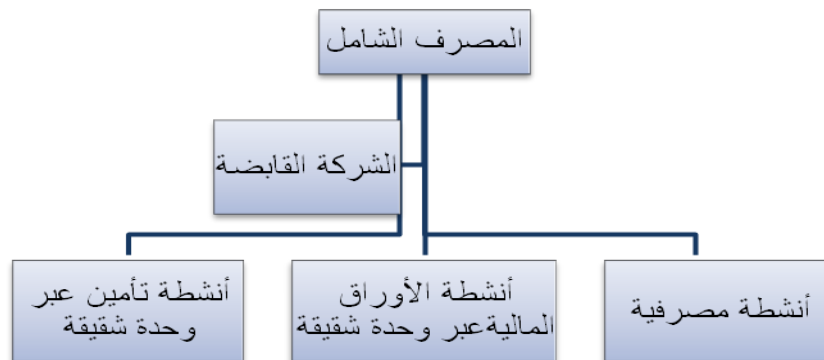 المصرف الشامل
الشركة القابضة
أنشطة مصرفية
أنشطة الأوراق
الماليةعبر وحدة شقيقة
أنشطة تأمين عبر
وحدة شقيقة